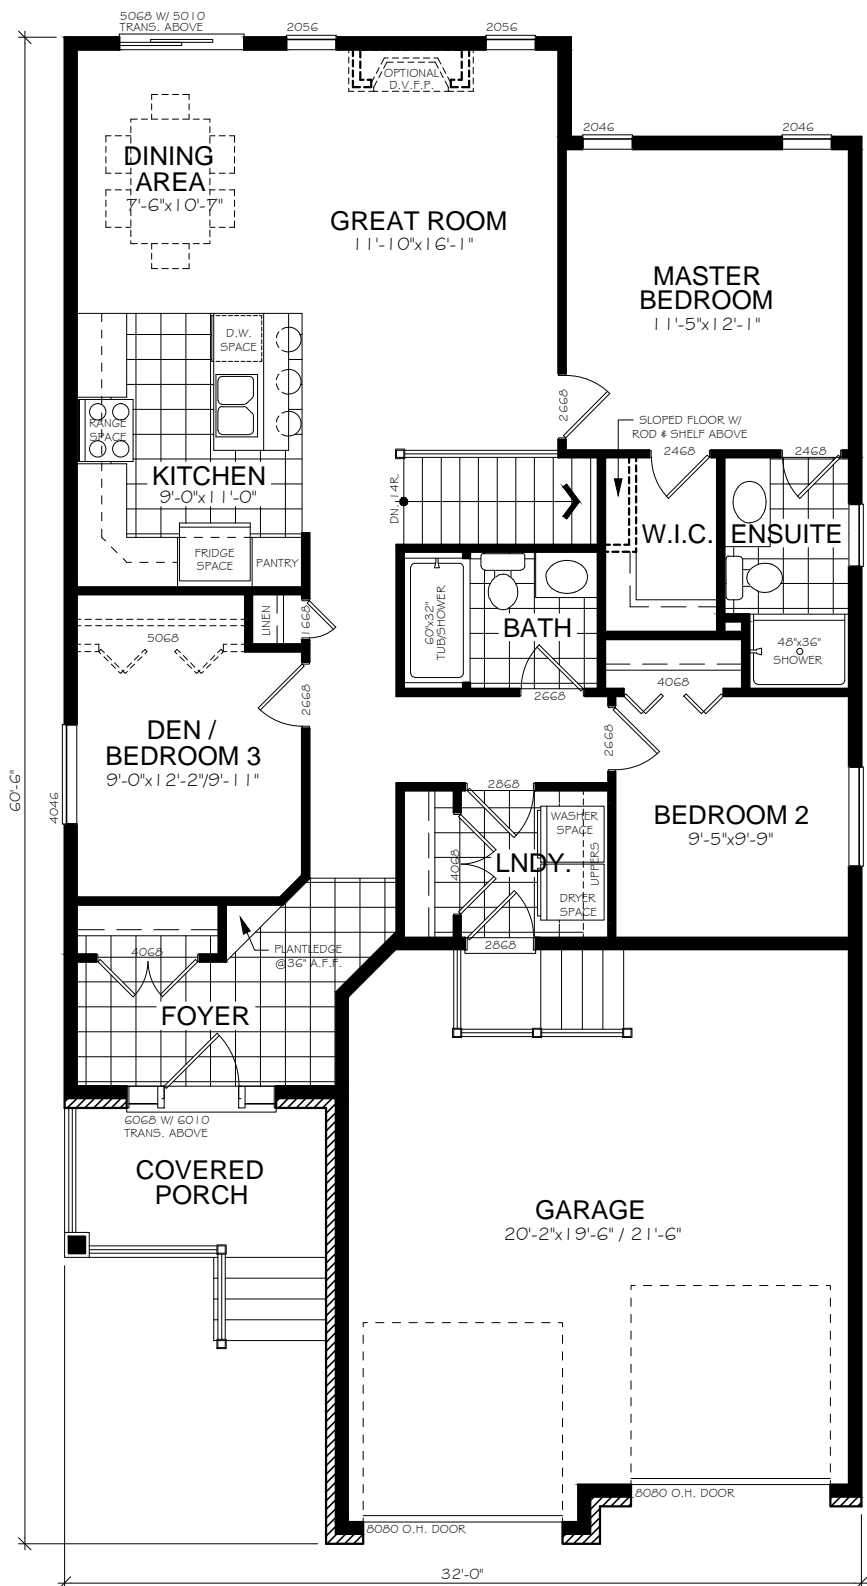 5068 W/ 5010
TRANS. ABOVE
2056
2056
OPTIONAL
D.V.F.P.
2046
2046
DINING
AREA
7'-6"x10'-7"
GREAT ROOM
11'-10"x16'-1"
MASTER
BEDROOM
11'-5"x12'-1"
D.W.
SPACE
2668
RANGE
SPACE
SLOPED FLOOR W/
ROD & SHELF ABOVE
2468
2468
KITCHEN
9'-0"x11'-0"
DN. 14R.
W.I.C.
ENSUITE
FRIDGE
SPACE
PANTRY
LINEN
1668
60"x32"
TUB/SHOWER
BATH
5068
48"x36"
SHOWER
4068
2668
2668
DEN /
BEDROOM 3
9'-0"x12'-2"/9'-11"
2668
60'-6"
4046
2868
BEDROOM 2
9'-5"x9'-9"
WASHER
SPACE
4068
LNDY.
UPPERS
DRYER
SPACE
2868
4068
PLANTLEDGE
@36" A.F.F.
FOYER
6068 W/ 6010
TRANS. ABOVE
COVERED
PORCH
GARAGE
20'-2"x19'-6" / 21'-6"
8080 O.H. DOOR
8080 O.H. DOOR
32'-0"